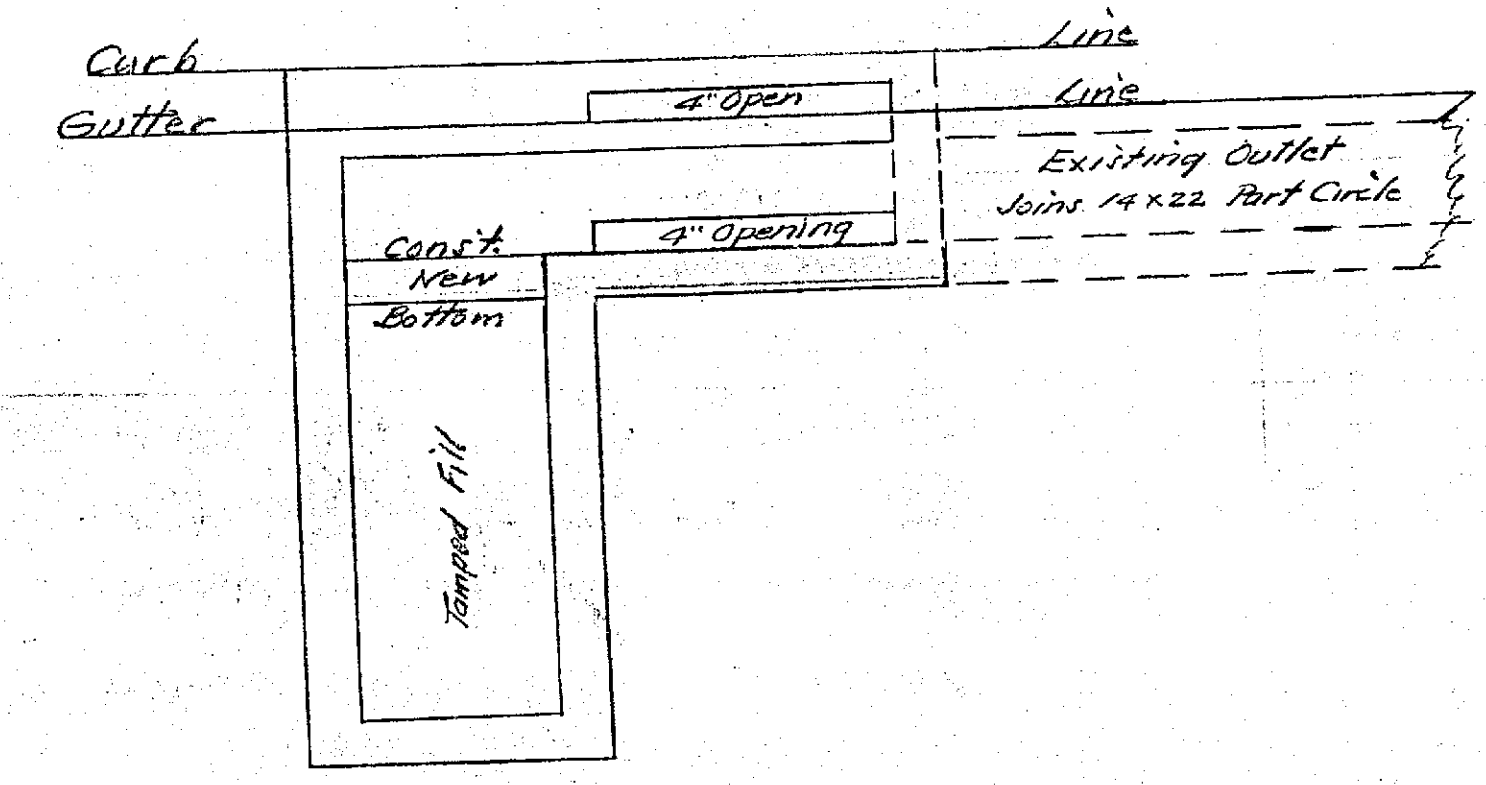 Curb Line
4" Open
Gutter Line
Existing Outlet
Joins 14 x 22 Part Circle
4" Opening
Const.
New
Bottom
Tamped Fill